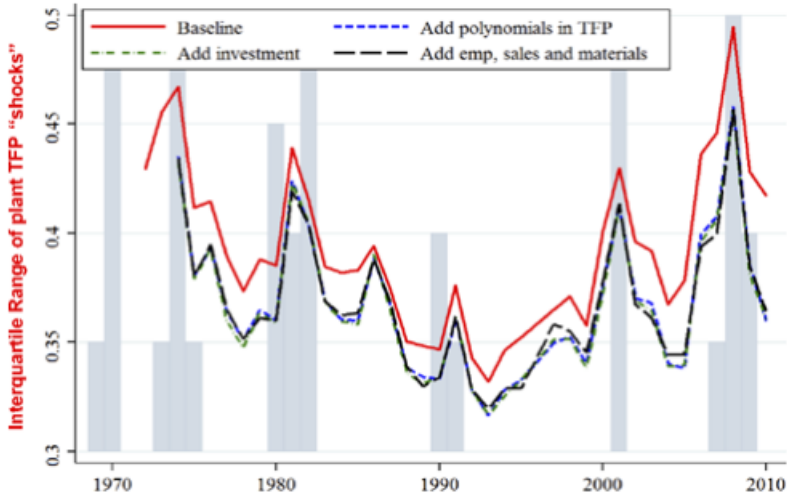 Interquartile Range of plant TFP “shocks”
Baseline
Add polynomials in TFP
Add investment
Add emp, sales and materials
0.5
0.45
0.4
0.35
0.3
1970
1980
1990
2000
2010